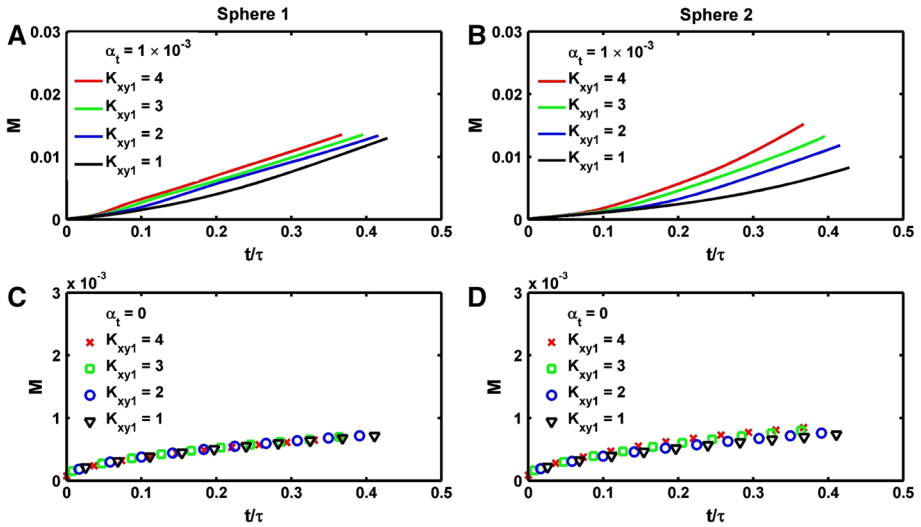 Sphere 1
Sphere 2
A
0.03
0.02
0.01
0
M
α_t = 1 × 10⁻³
K_xy1 = 4
K_xy1 = 3
K_xy1 = 2
K_xy1 = 1
0 0.1 0.2 0.3 0.4 0.5
t/τ
B
0.03
0.02
0.01
0
M
α_t = 1 × 10⁻³
K_xy1 = 4
K_xy1 = 3
K_xy1 = 2
K_xy1 = 1
0 0.1 0.2 0.3 0.4 0.5
t/τ
C
x 10⁻³
3
2
1
0
M
α_t = 0
K_xy1 = 4
K_xy1 = 3
K_xy1 = 2
K_xy1 = 1
0 0.1 0.2 0.3 0.4 0.5
t/τ
D
x 10⁻³
3
2
1
0
M
α_t = 0
K_xy1 = 4
K_xy1 = 3
K_xy1 = 2
K_xy1 = 1
0 0.1 0.2 0.3 0.4 0.5
t/τ